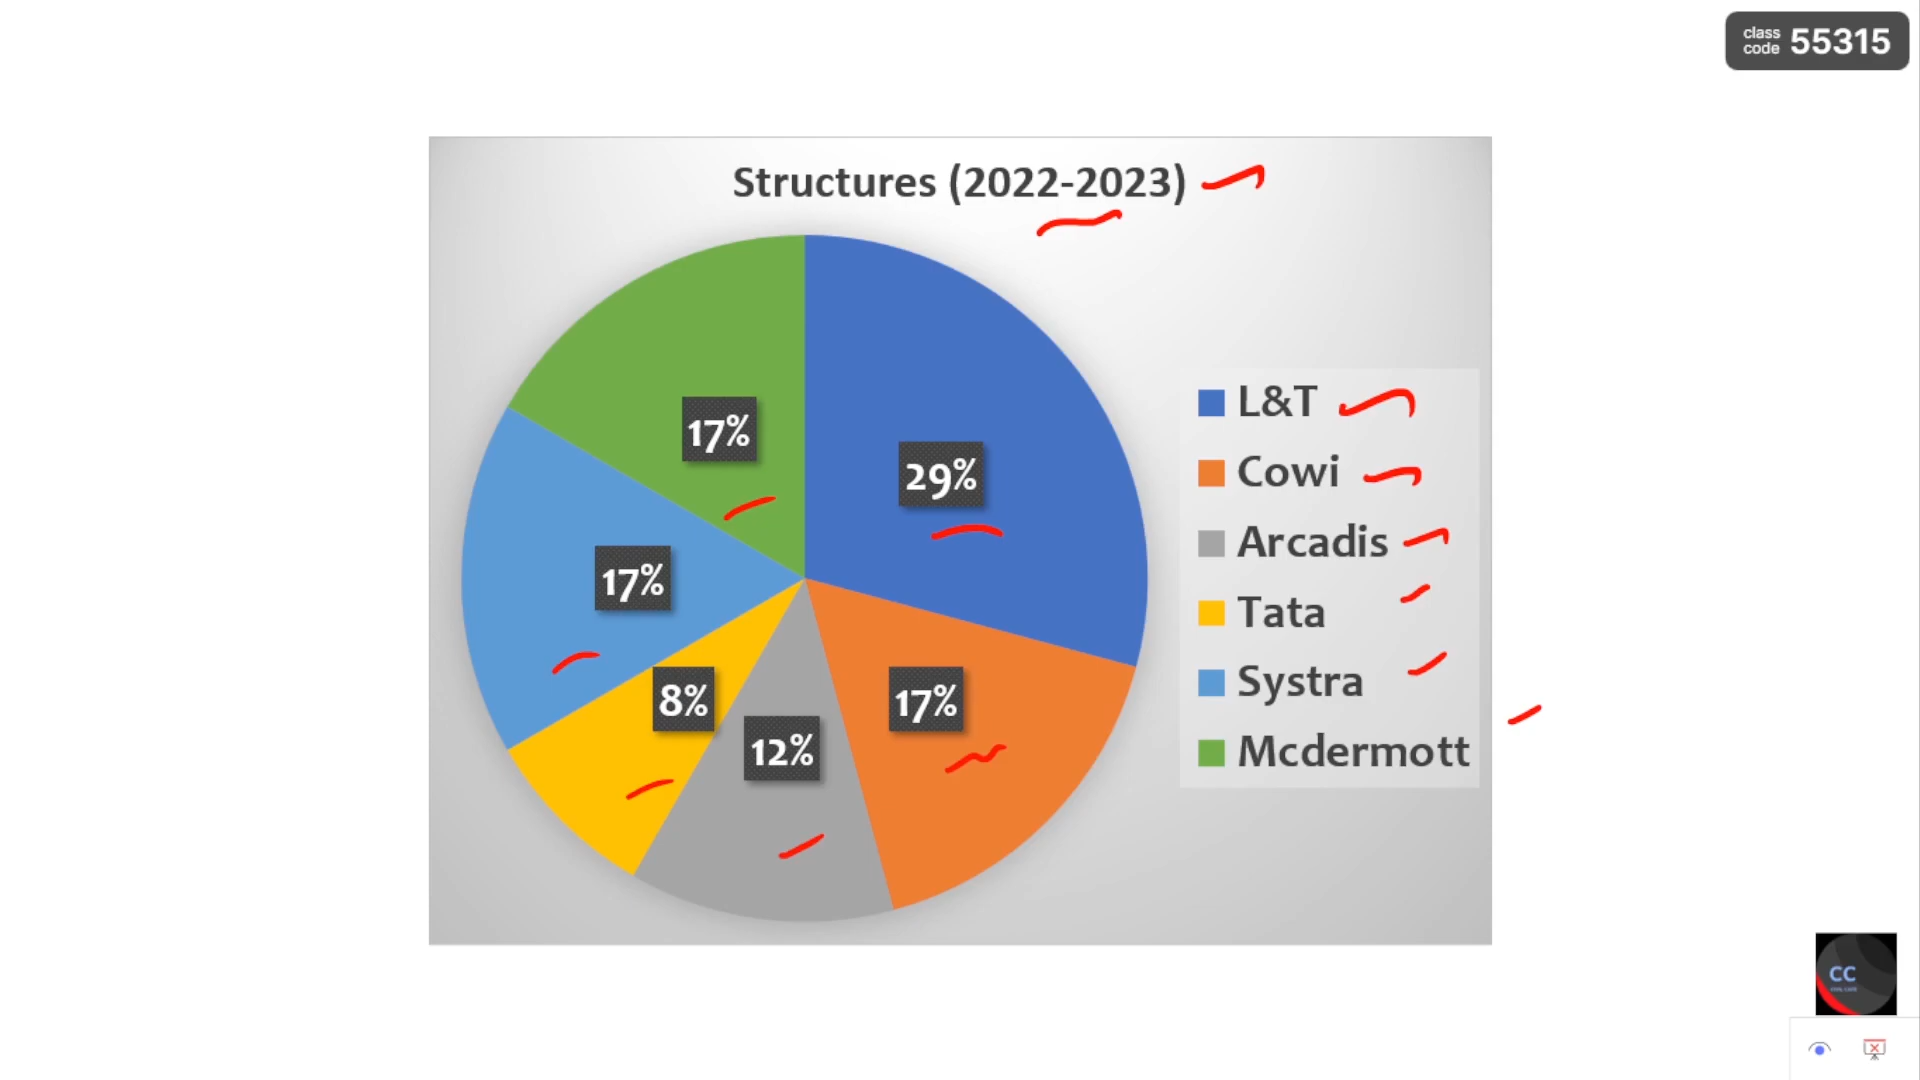 class
code 55315
Structures (2022-2023)
17%
29%
17%
8%
17%
12%
L&T
Cowi
Arcadis
Tata
Systra
Mcdermott
CC